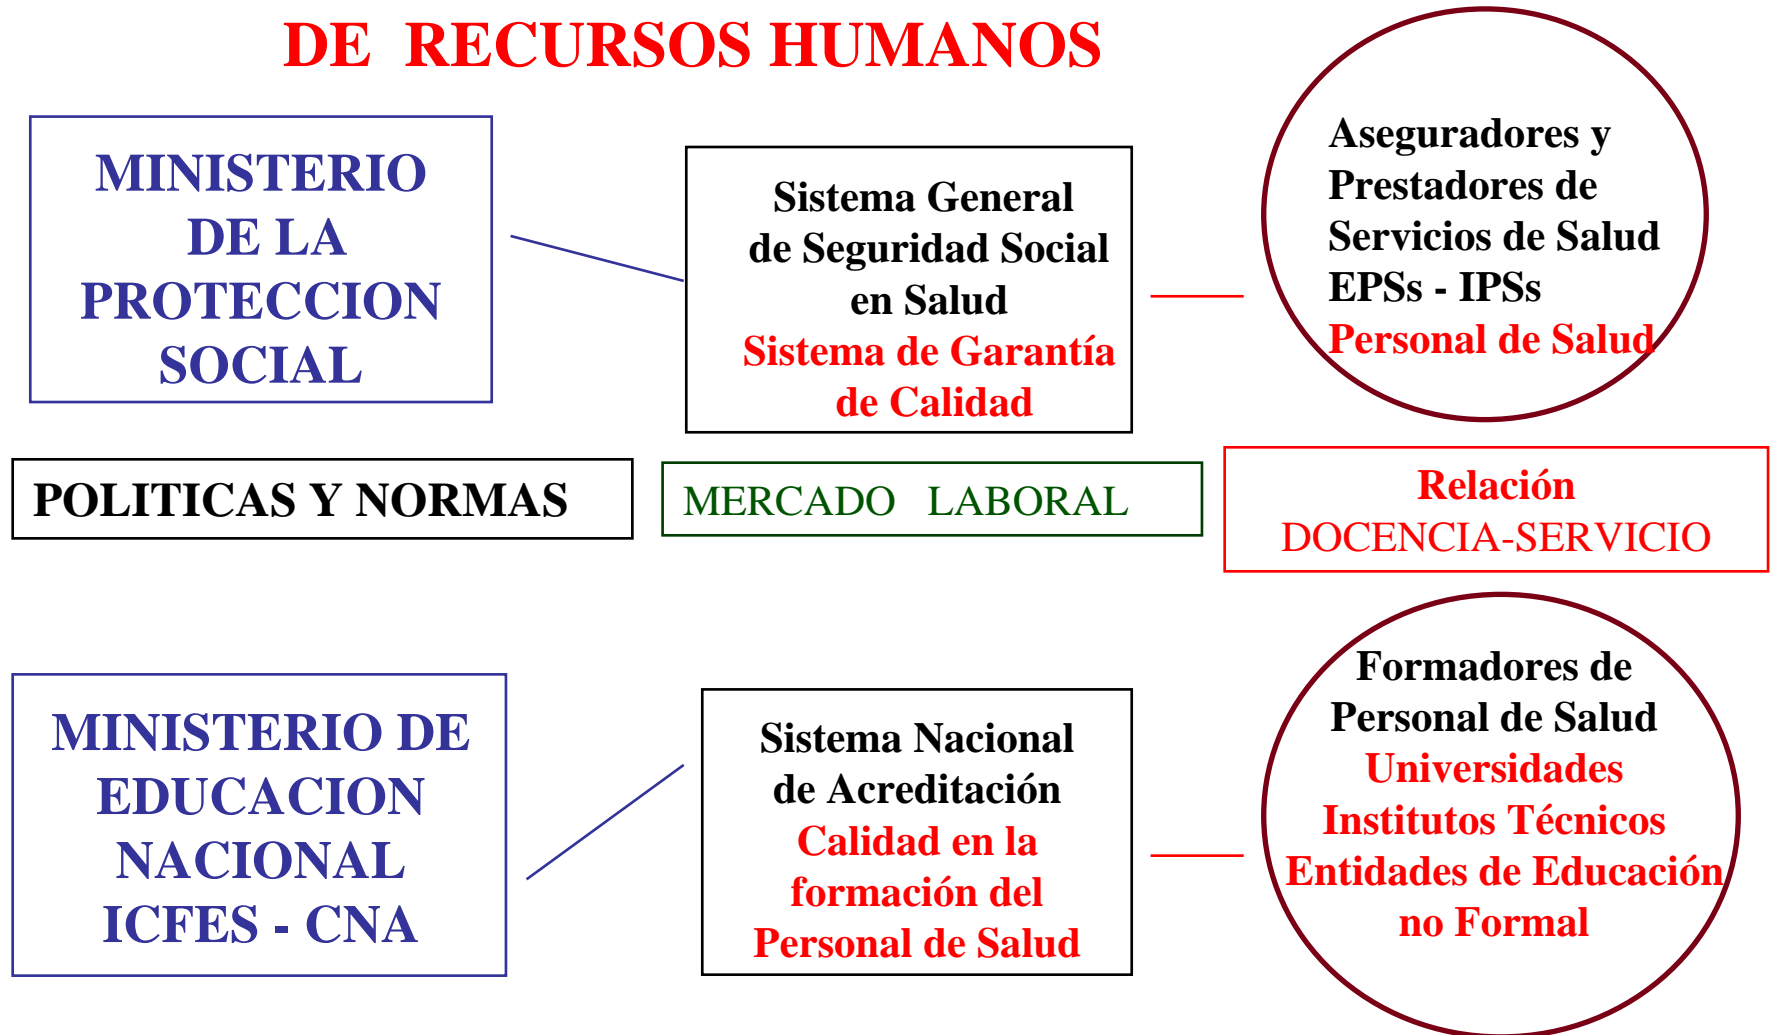 DE RECURSOS HUMANOS
MINISTERIO
DE LA
PROTECCION
SOCIAL
Sistema General
de Seguridad Social
en Salud
Sistema de Garantía
de Calidad
Aseguradores y
Prestadores de
Servicios de Salud
EPSs - IPSs
Personal de Salud
POLITICAS Y NORMAS
MERCADO LABORAL
Relación
DOCENCIA-SERVICIO
MINISTERIO DE
EDUCACION
NACIONAL
ICFES - CNA
Sistema Nacional
de Acreditación
Calidad en la
formación del
Personal de Salud
Formadores de
Personal de Salud
Universidades
Institutos Técnicos
Entidades de Educación
no Formal